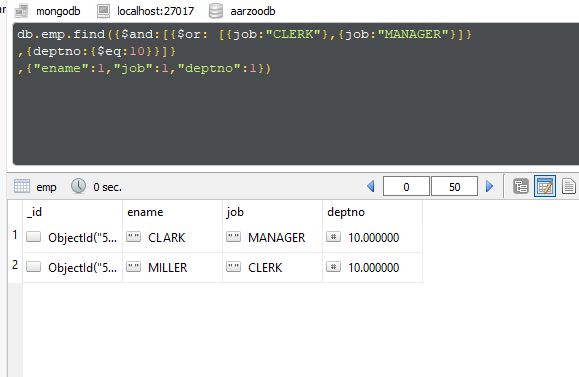 mongodb localhost:27017 aarzoodb
db.emp.find({$and:[{$or: [{job:"CLERK"},{job:"MANAGER"}]}
,{deptno:{$eq:10}}]}
,{"ename":1,"job":1,"deptno":1})
emp 0 sec. 0 50
_id ename job deptno
1 ObjectId("5... "" CLARK "" MANAGER # 10.000000
2 ObjectId("5... "" MILLER "" CLERK # 10.000000